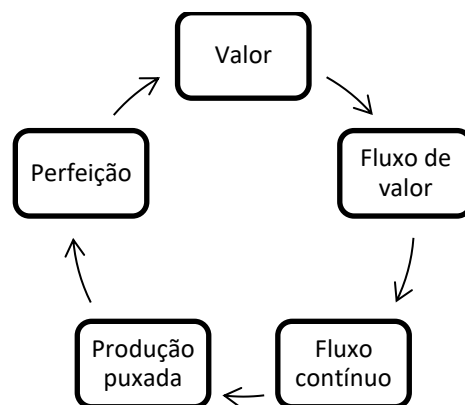 Valor
Fluxo de
valor
Fluxo
contínuo
Produção
puxada
Perfeição